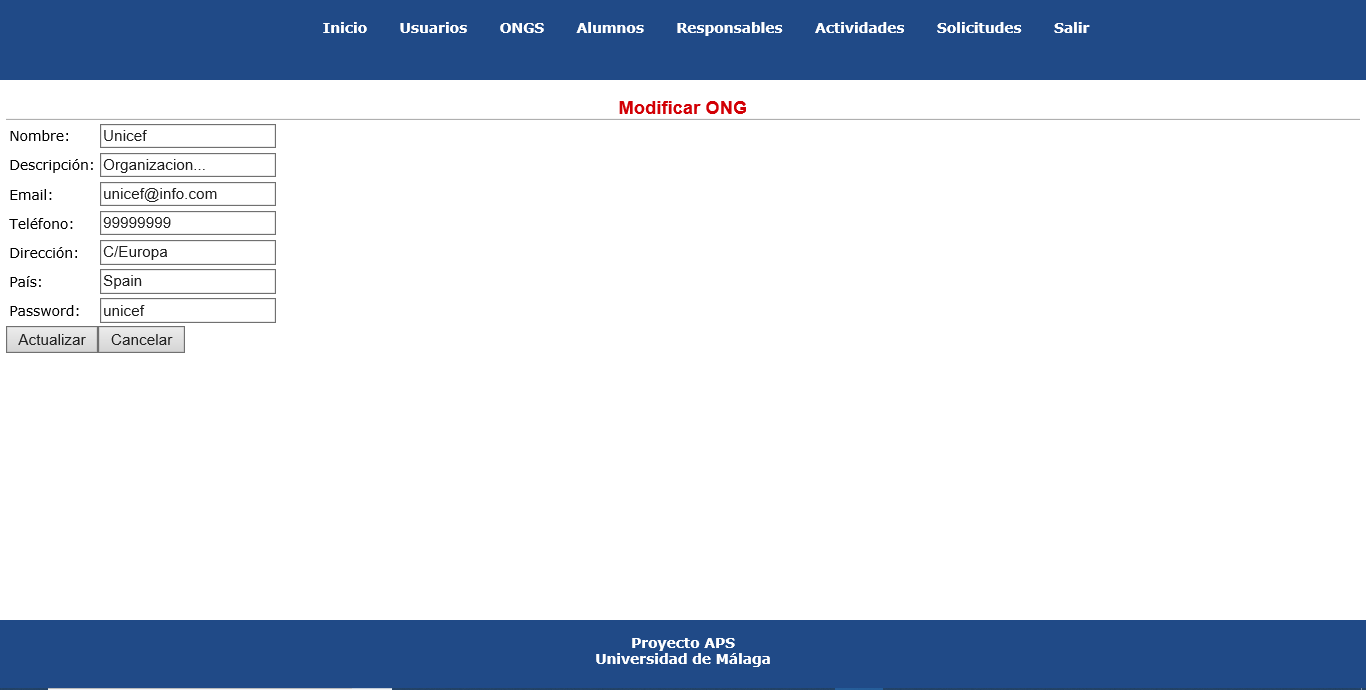 Inicio Usuarios ONGS Alumnos Responsables Actividades Solicitudes Salir
Modificar ONG
Nombre: Unicef
Descripción: Organizacion...
Email: unicef@info.com
Teléfono: 99999999
Dirección: C/Europa
País: Spain
Password: unicef
Actualizar Cancelar
Proyecto APS
Universidad de Málaga